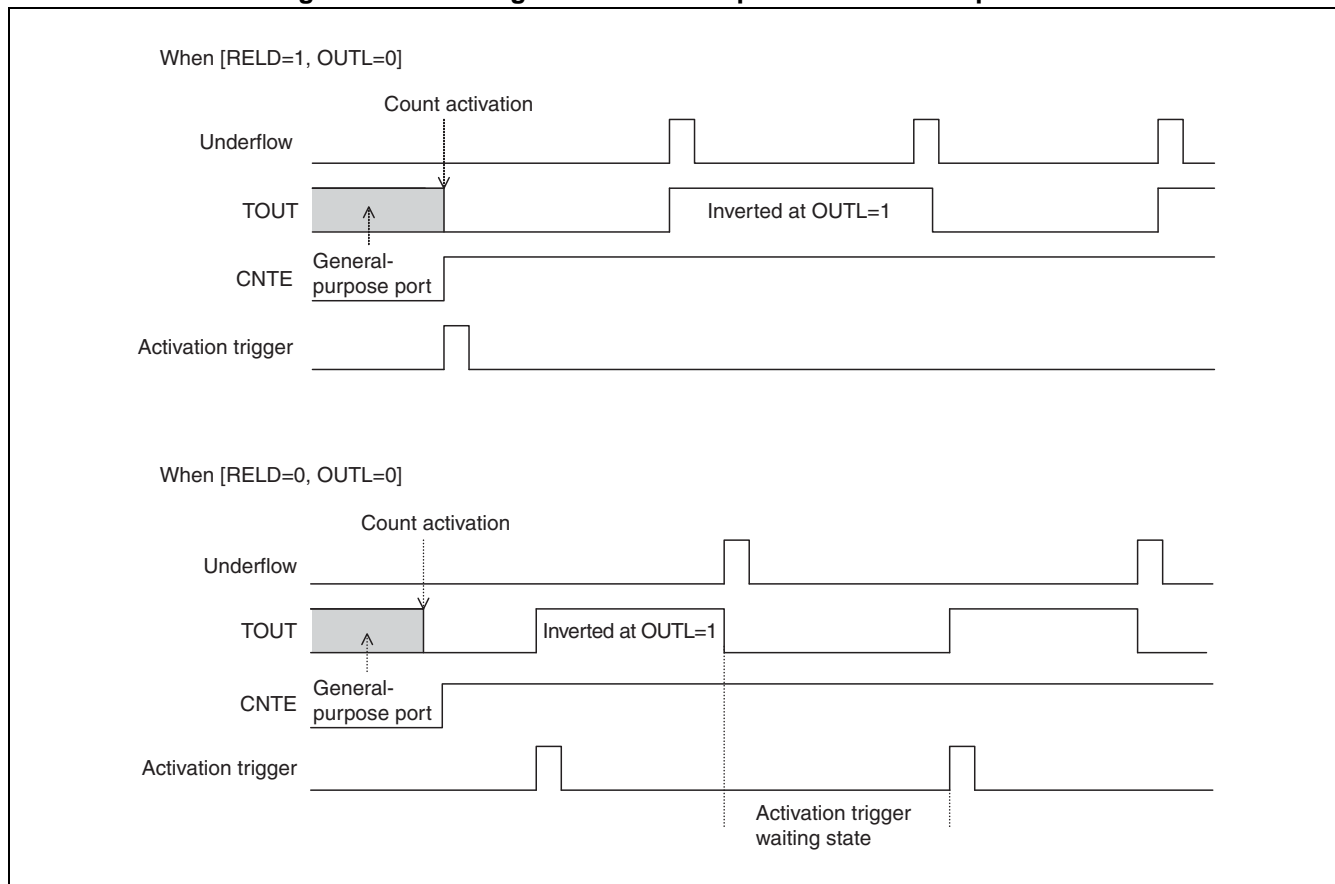 When [RELD=1, OUTL=0]
Count activation
Underflow
TOUT
Inverted at OUTL=1
General-
purpose port
CNTE
Activation trigger
When [RELD=0, OUTL=0]
Count activation
Underflow
TOUT
Inverted at OUTL=1
General-
purpose port
CNTE
Activation trigger
Activation trigger
waiting state